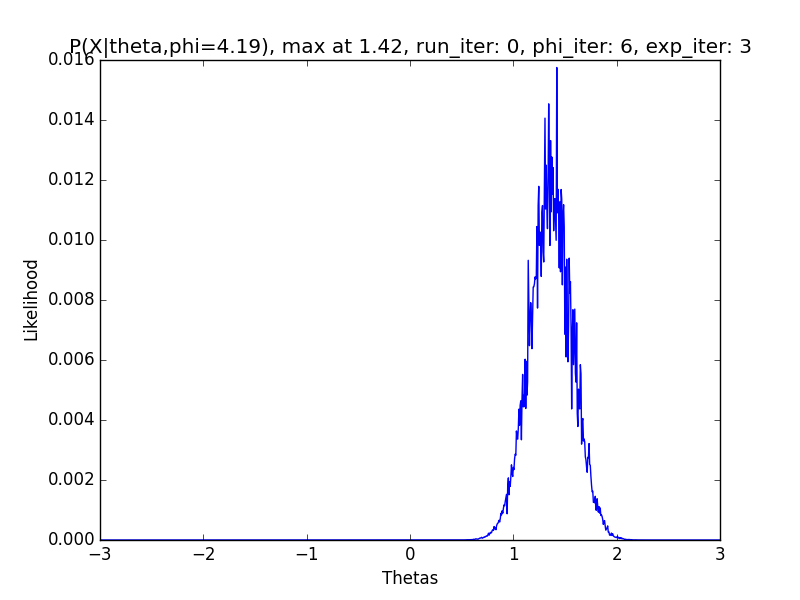 P(X|theta,phi=4.19), max at 1.42, run_iter: 0, phi_iter: 6, exp_iter: 3
0.016
0.014
0.012
0.010
0.008
0.006
0.004
0.002
0.000
Likelihood
−3 −2 −1 0 1 2 3
Thetas